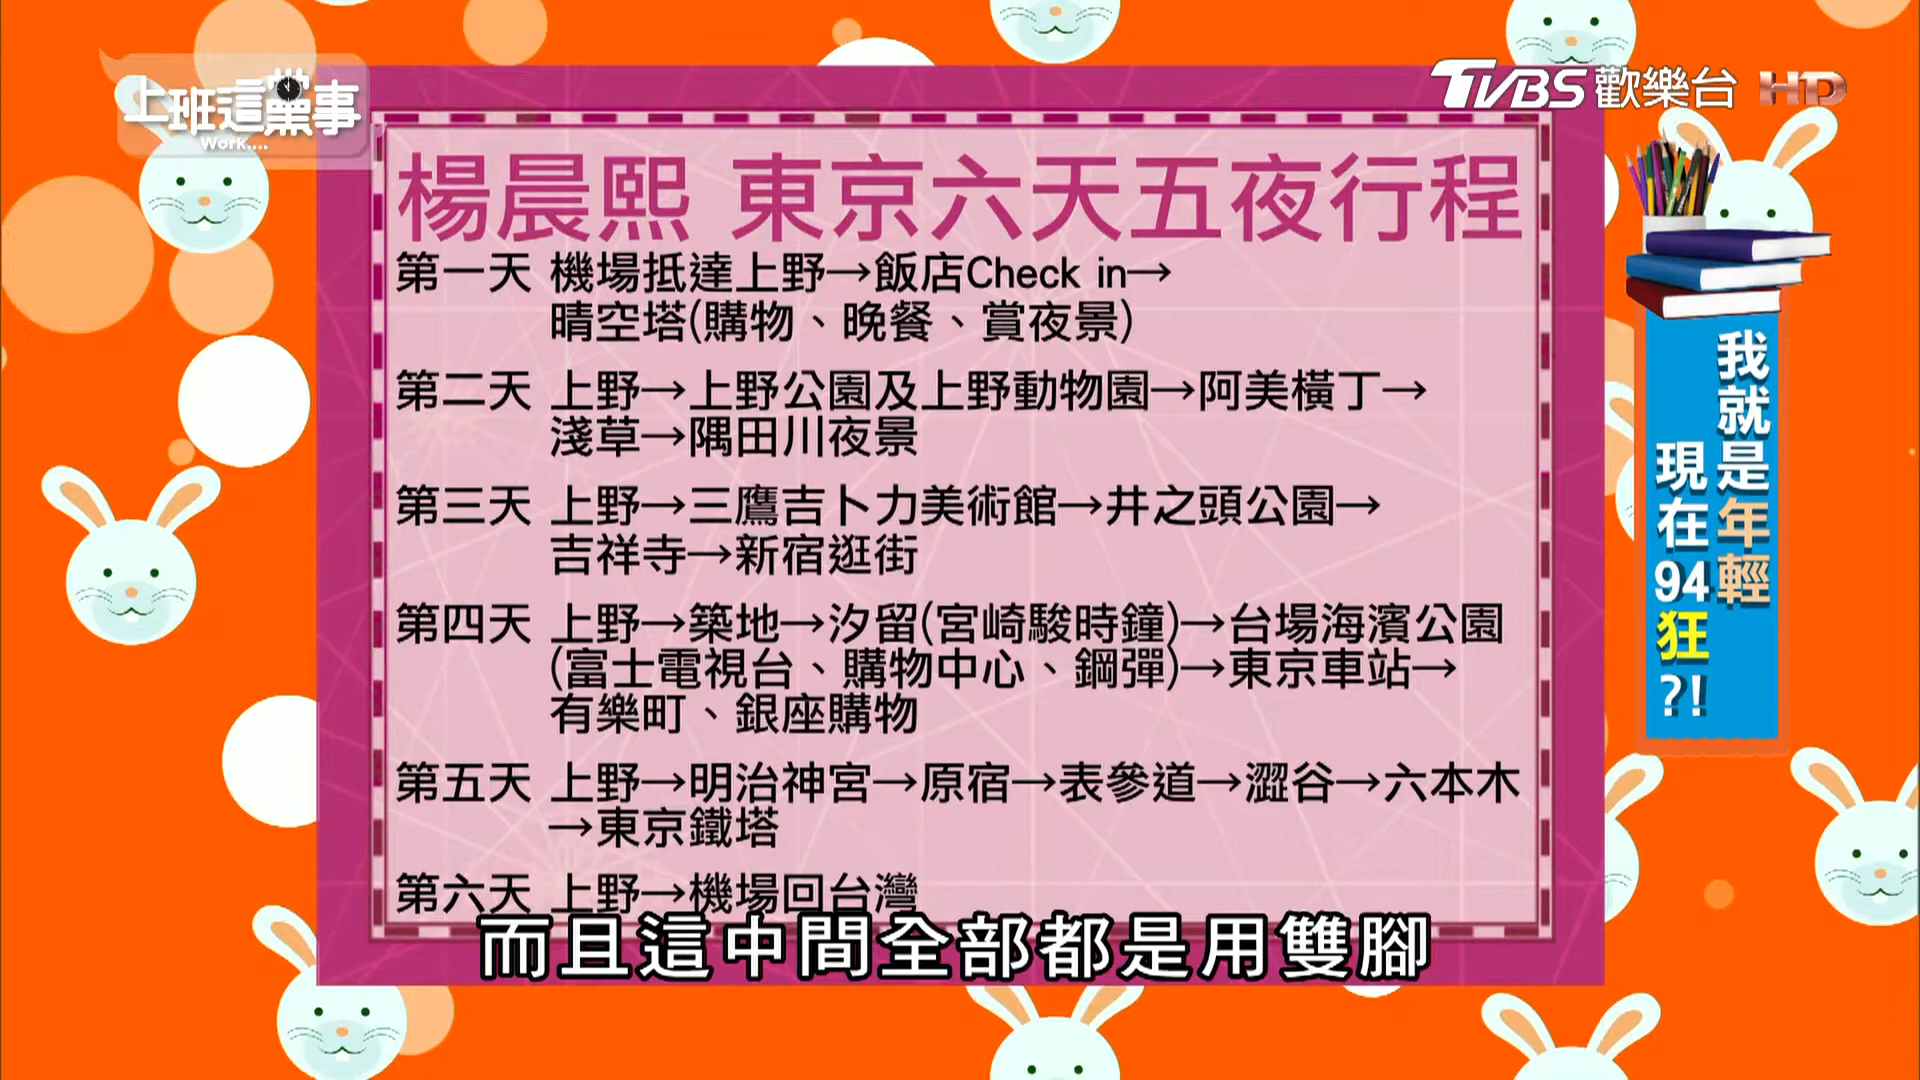 上班這黨事
Work....
TVBS歡樂台 HD
楊晨熙 東京六天五夜行程
第一天 機場抵達上野→飯店Check in→
晴空塔(購物、晚餐、賞夜景)
第二天 上野→上野公園及上野動物園→阿美橫丁→
淺草→隅田川夜景
第三天 上野→三鷹吉卜力美術館→井之頭公園→
吉祥寺→新宿逛街
第四天 上野→築地→汐留(宮崎駿時鐘)→台場海濱公園
(富士電視台、購物中心、鋼彈)→東京車站→
有樂町、銀座購物
第五天 上野→明治神宮→原宿→表參道→澀谷→六本木
→東京鐵塔
第六天 上野→機場回台灣
我就是年輕
現在94狂?!
而且這中間全部都是用雙腳